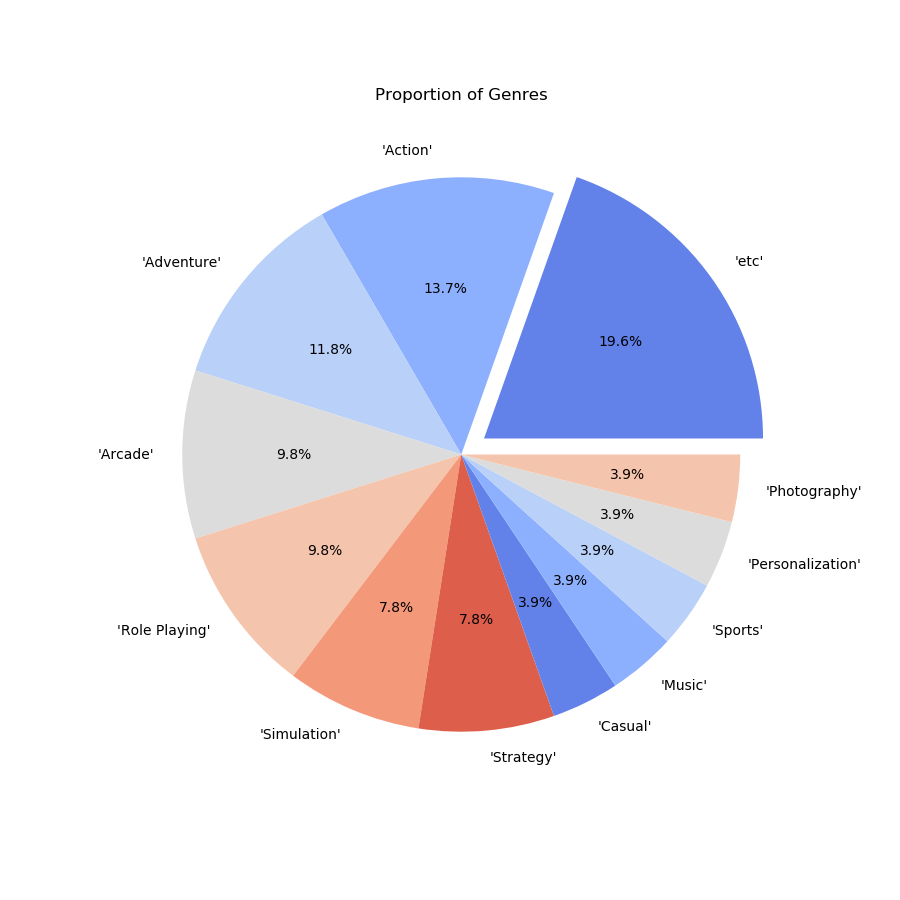 Proportion of Genres
'Action'
'etc'
'Adventure'
13.7%
19.6%
11.8%
'Arcade'
9.8%
3.9%
'Photography'
3.9%
9.8%
3.9%
'Personalization'
3.9%
7.8%
3.9%
7.8%
'Role Playing'
'Sports'
'Music'
'Casual'
'Simulation'
'Strategy'